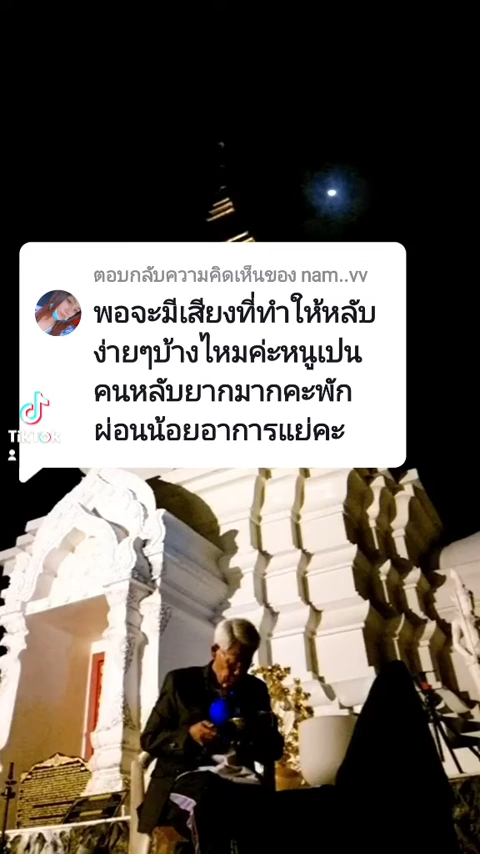 ตอบกลับความคิดเห็นของ nam..vv
พอจะมีเสียงที่ทำให้หลับ
ง่ายๆบ้างไหมค่ะหนูเปน
คนหลับยากมากคะพัก
ผ่อนน้อยอาการแย่คะ
TikTok